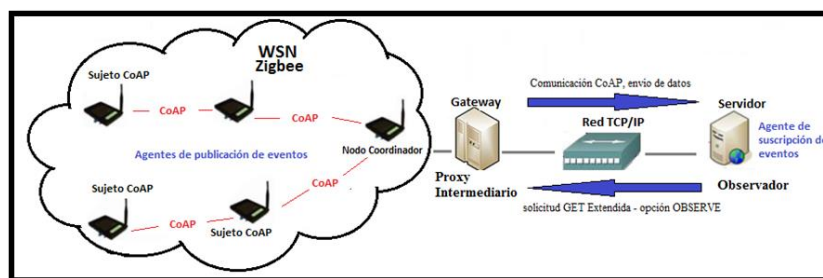 WSN
Zigbee
Sujeto CoAP
CoAP
CoAP
Agentes de publicación de eventos
Nodo Coordinador
CoAP
Sujeto CoAP
CoAP
Sujeto CoAP
Gateway
Proxy
Intermediario
Comunicación CoAP, envio de datos
Red TCP/IP
solicitud GET Extendida - opción OBSERVE
Servidor
Agente de
suscripción de
eventos
Observador